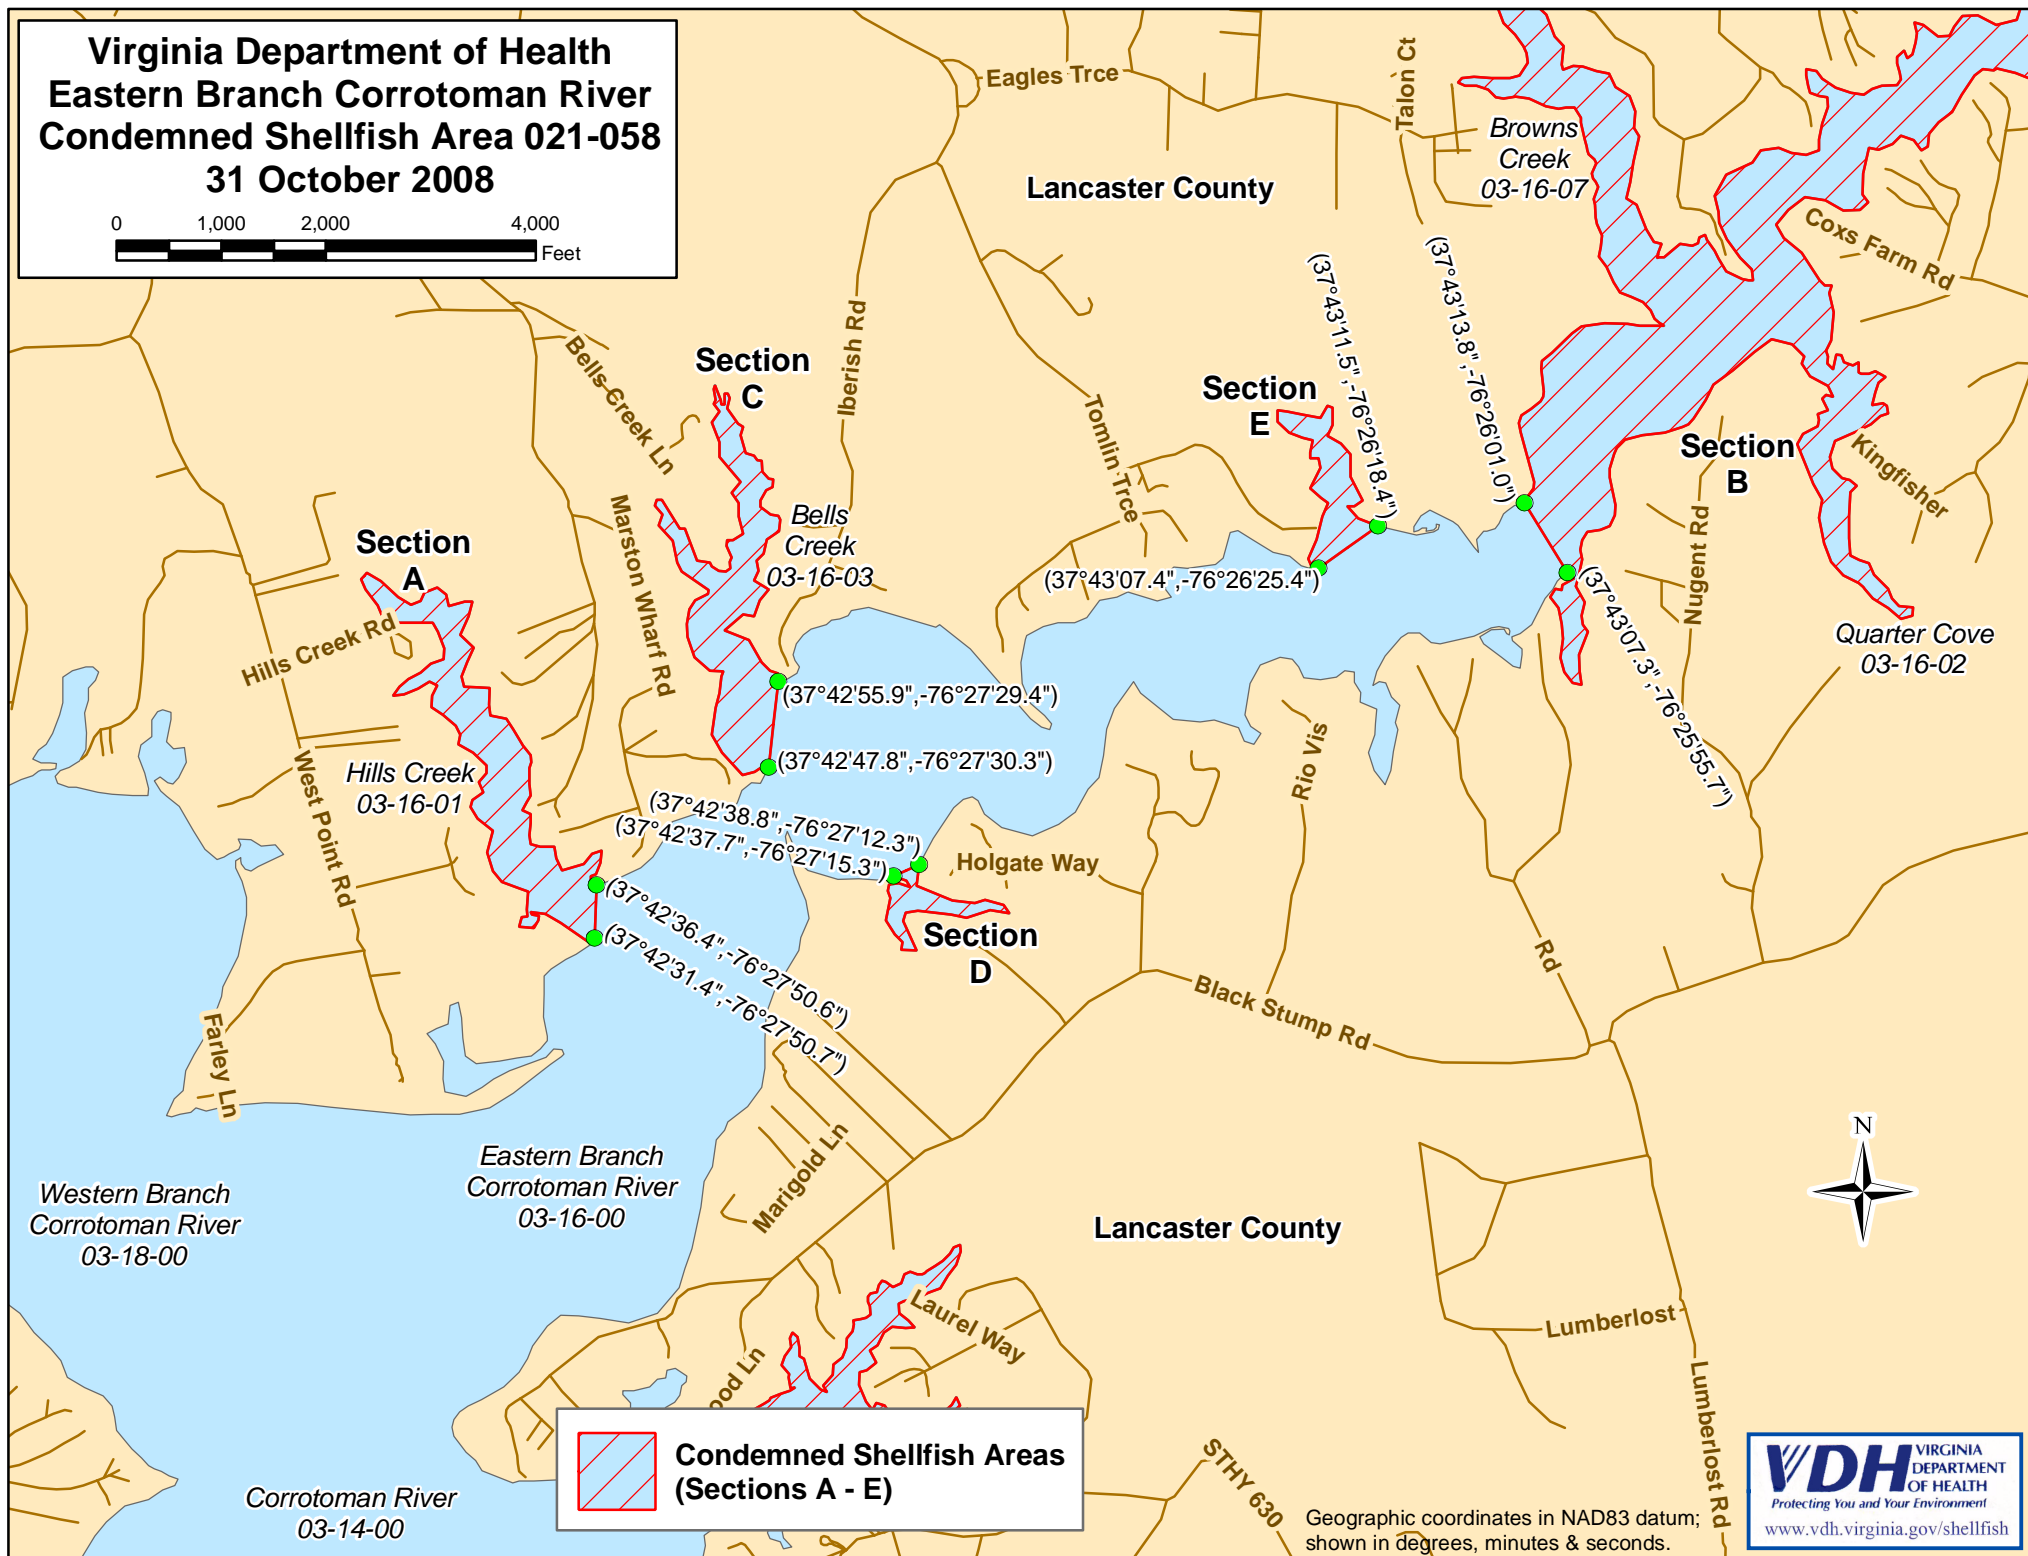 Virginia Department of Health
Eastern Branch Corrotoman River
Condemned Shellfish Area 021-058
31 October 2008
0 1,000 2,000 4,000
Feet
Eagles Trce
Talon Ct
Browns
Creek
03-16-07
Lancaster County
Coxs Farm Rd
(37°43'11.5",-76°26'18.4")
(37°43'13.8",-76°26'01.0")
Iberish Rd
Bells Creek Ln
Section
C
Section
E
Tomlin Trce
Section
B
Kingfisher
Marston Wharf Rd
Bells
Creek
03-16-03
Nugent Rd
Section
A
(37°43'07.4",-76°26'25.4")
Hills Creek Rd
Quarter Cove
03-16-02
(37°43'07.3",-76°25'55.7")
(37°42'55.9",-76°27'29.4")
(37°42'47.8",-76°27'30.3")
Rio Vis
Hills Creek
03-16-01
West Point Rd
(37°42'38.8",-76°27'12.3")
(37°42'37.7",-76°27'15.3")
Holgate Way
(37°42'36.4",-76°27'50.6")
(37°42'31.4",-76°27'50.7")
Section
D
Rd
Black Stump Rd
Farley Ln
N
Eastern Branch
Corrotoman River
03-16-00
Marigold Ln
Western Branch
Corrotoman River
03-18-00
Lancaster County
Laurel Way
Lumberlost
ood Ln
Lumberlost Rd
Condemned Shellfish Areas
(Sections A - E)
STHY 630
Corrotoman River
03-14-00
Geographic coordinates in NAD83 datum;
shown in degrees, minutes & seconds.
VDH VIRGINIA
DEPARTMENT
OF HEALTH
Protecting You and Your Environment
www.vdh.virginia.gov/shellfish